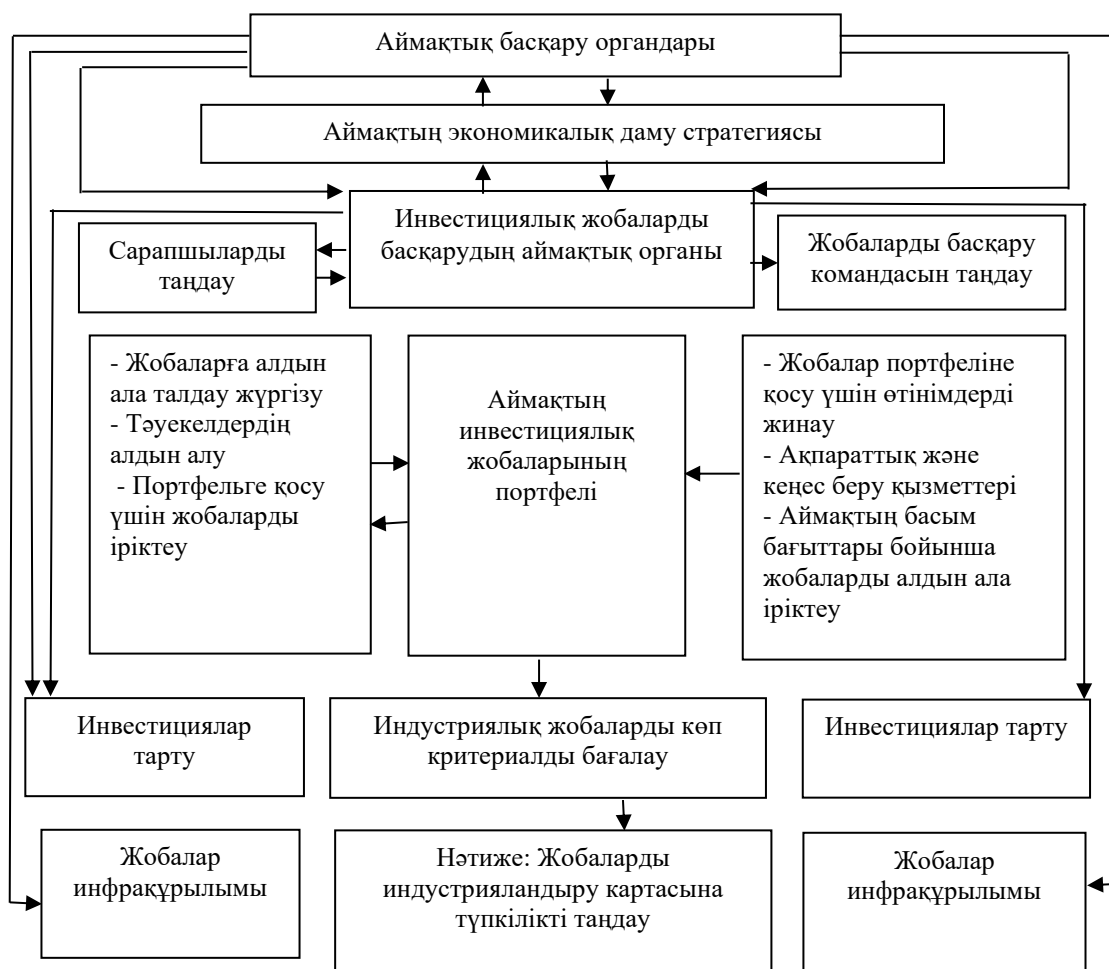 Аймақтық басқару органдары
Аймақтың экономикалық даму стратегиясы
Инвестициялық жобаларды
басқарудың аймақтық органы
Сарапшыларды
таңдау
Жобаларды басқару
командасын таңдау
- Жобаларға алдын
ала талдау жүргізу
- Тәуекелдердің
алдын алу
- Портфельге қосу
үшін жобаларды
іріктеу
Аймақтың
инвестициялық
жобаларының
портфелі
- Жобалар портфеліне
қосу үшін өтінімдерді
жинау
- Ақпараттық және
кеңес беру қызметтері
- Аймақтың басым
бағыттары бойынша
жобаларды алдын ала
іріктеу
Инвестициялар
тарту
Индустриялық жобаларды көп
критериалды бағалау
Инвестициялар тарту
Жобалар
инфрақұрылымы
Нәтиже: Жобаларды
индустрияландыру картасына
түпкілікті таңдау
Жобалар
инфрақұрылымы